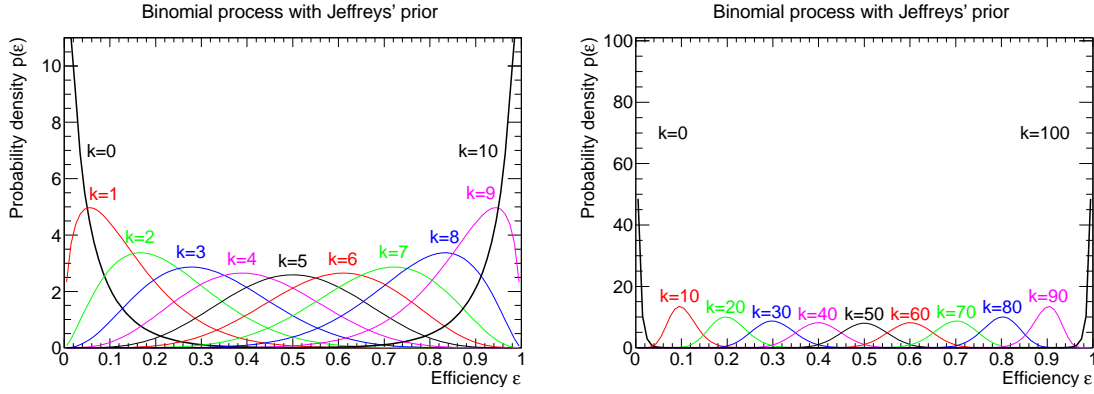 Binomial process with Jeffreys' prior
Probability density p(ε)
10
8
6
4
2
0
k=0
k=10
k=1
k=9
k=2
k=3
k=4
k=5
k=6
k=7
k=8
0 0.1 0.2 0.3 0.4 0.5 0.6 0.7 0.8 0.9 1
Efficiency ε
Binomial process with Jeffreys' prior
Probability density p(ε)
100
80
60
40
20
0
k=0
k=100
k=10
k=20
k=30
k=40
k=50
k=60
k=70
k=80
k=90
0 0.1 0.2 0.3 0.4 0.5 0.6 0.7 0.8 0.9 1
Efficiency ε